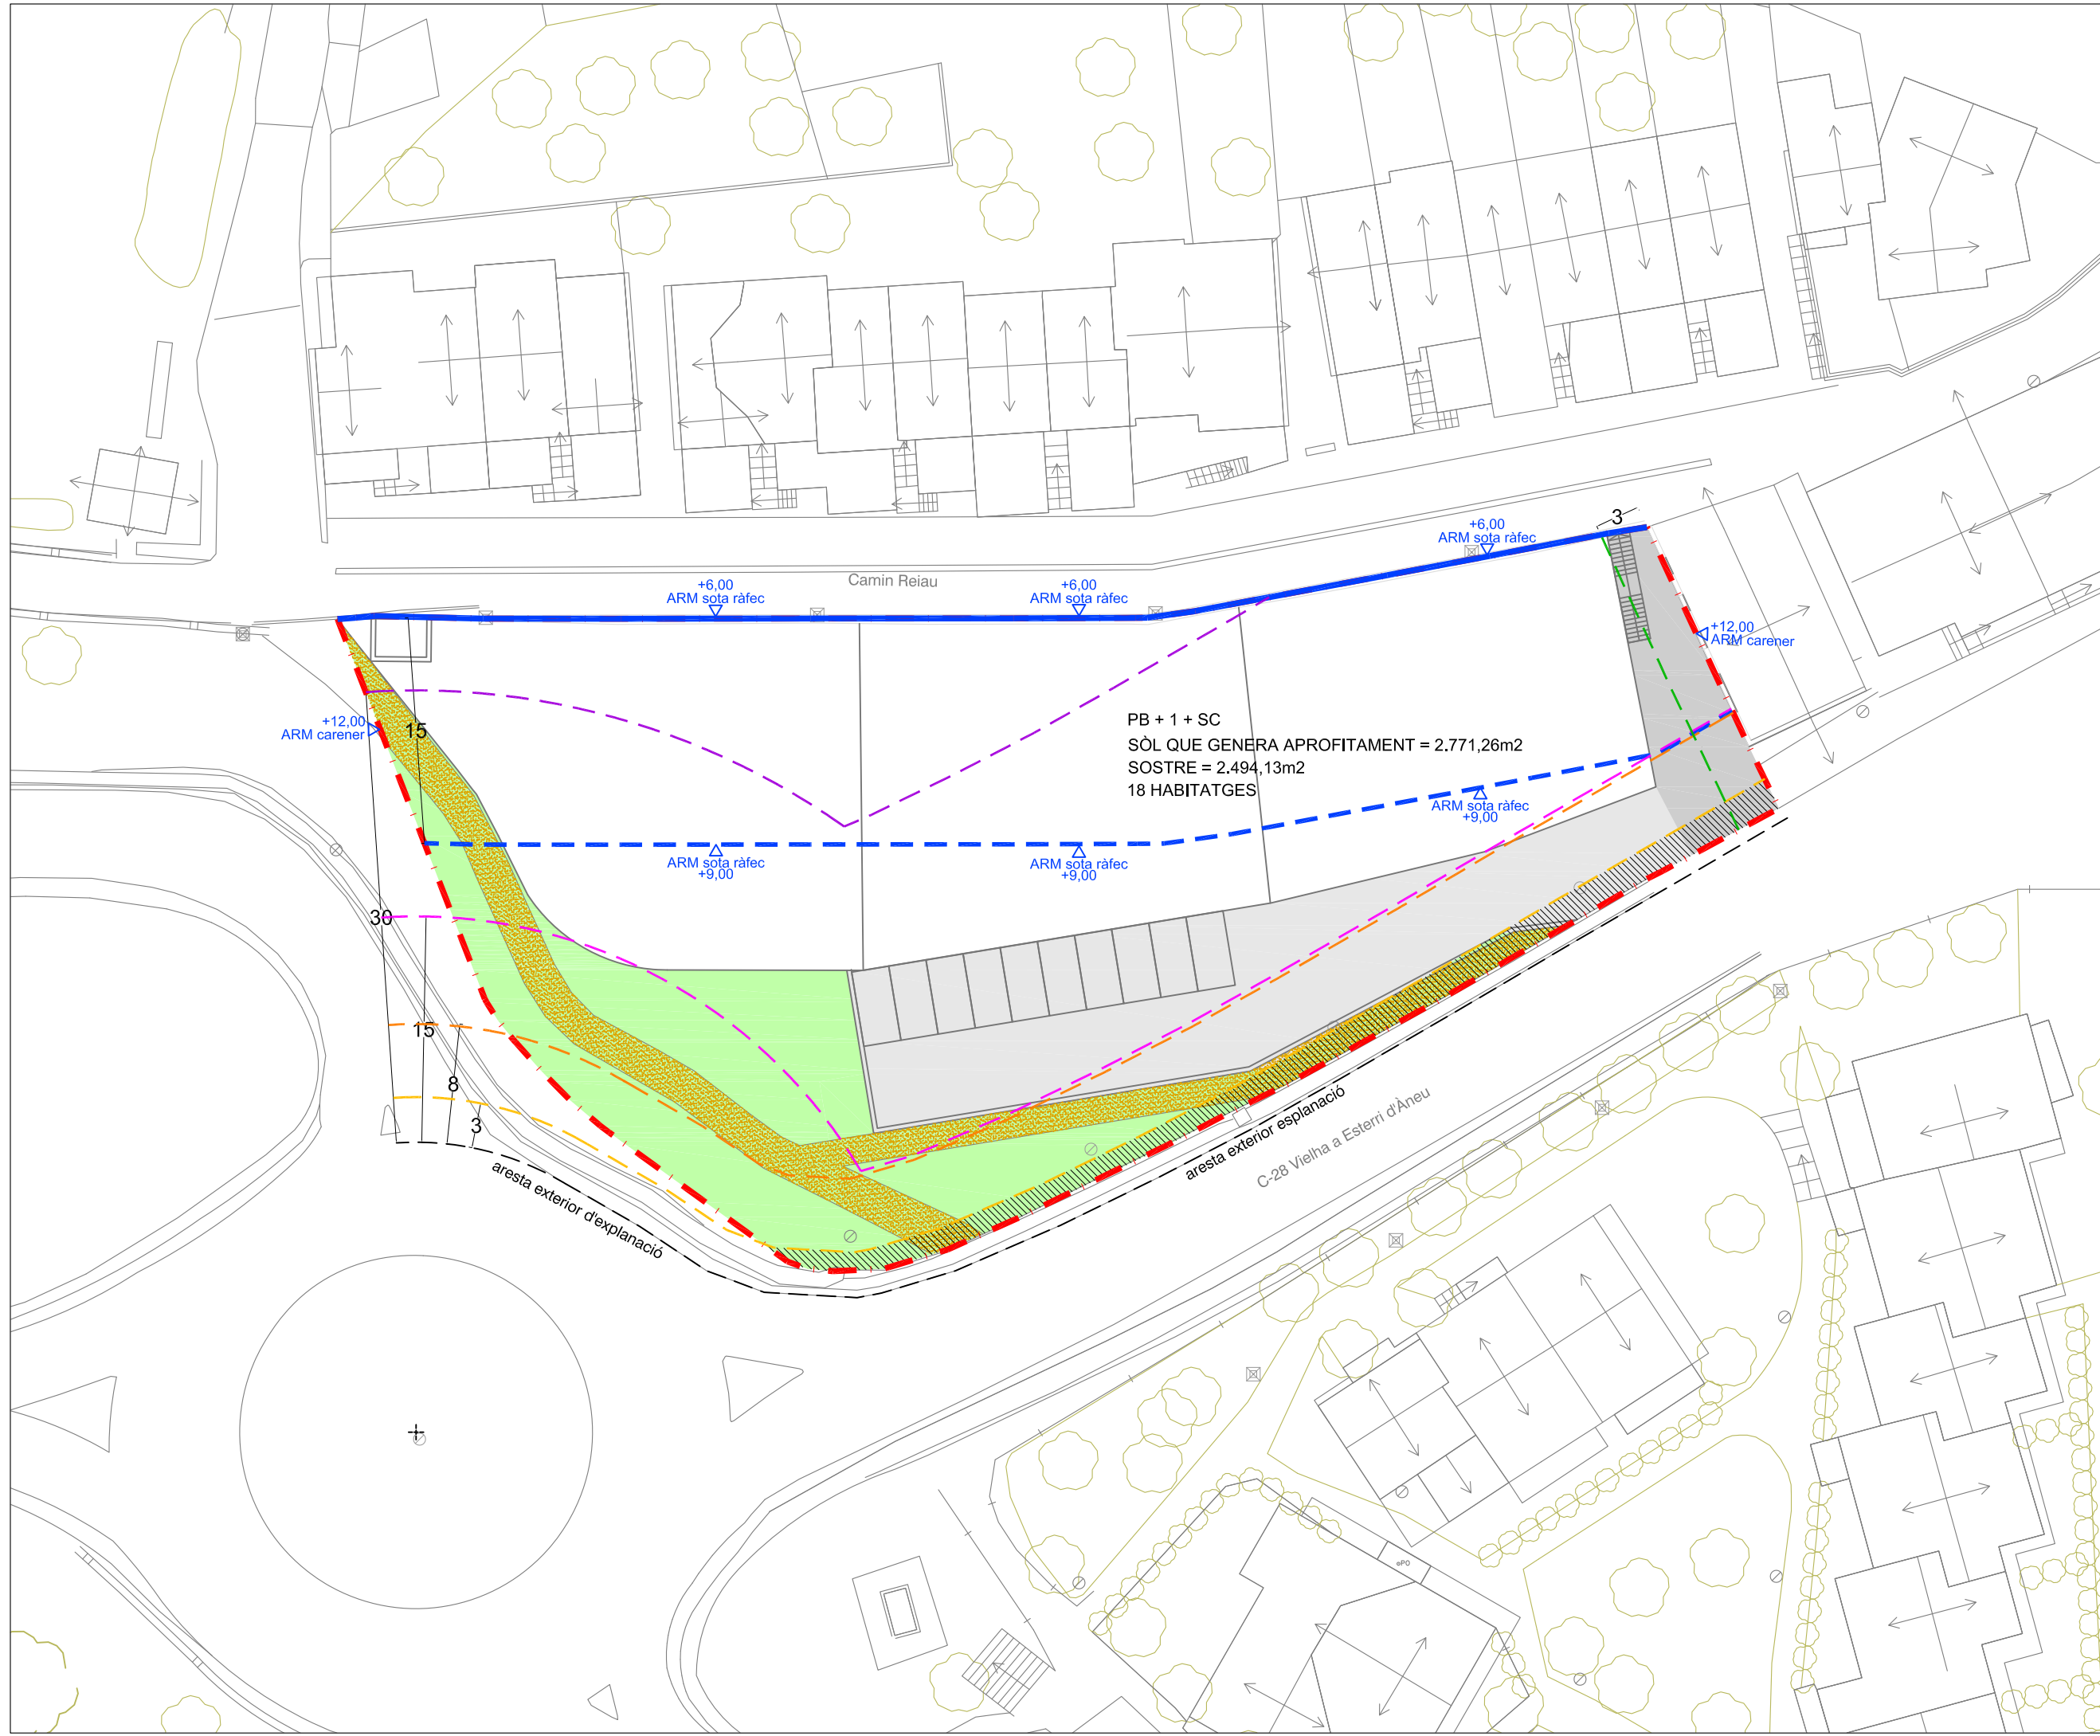 3
+6,00
ARM sota ràfec
+6,00
ARM sota ràfec
+6,00
ARM sota ràfec
Camin Reiau
+12,00
ARM carener
+12,00
ARM carener
15
PB + 1 + SC
SÒL QUE GENERA APROFITAMENT = 2.771,26m2
SOSTRE = 2.494,13m2
18 HABITATGES
ARM sota ràfec
+9,00
ARM sota ràfec
+9,00
ARM sota ràfec
+9,00
30
15
8
3
aresta exterior d'explanació
aresta exterior esplanació
C-28 Vielha a Esterri d'Àneu